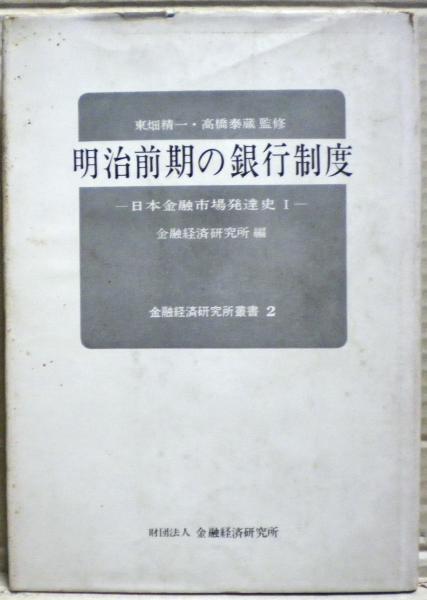 東畑精一・高橋泰蔵 監修
明治前期の銀行制度
―日本金融市場発達史 I―
金融経済研究所 編
金融経済研究所叢書 2
財団法人 金融経済研究所